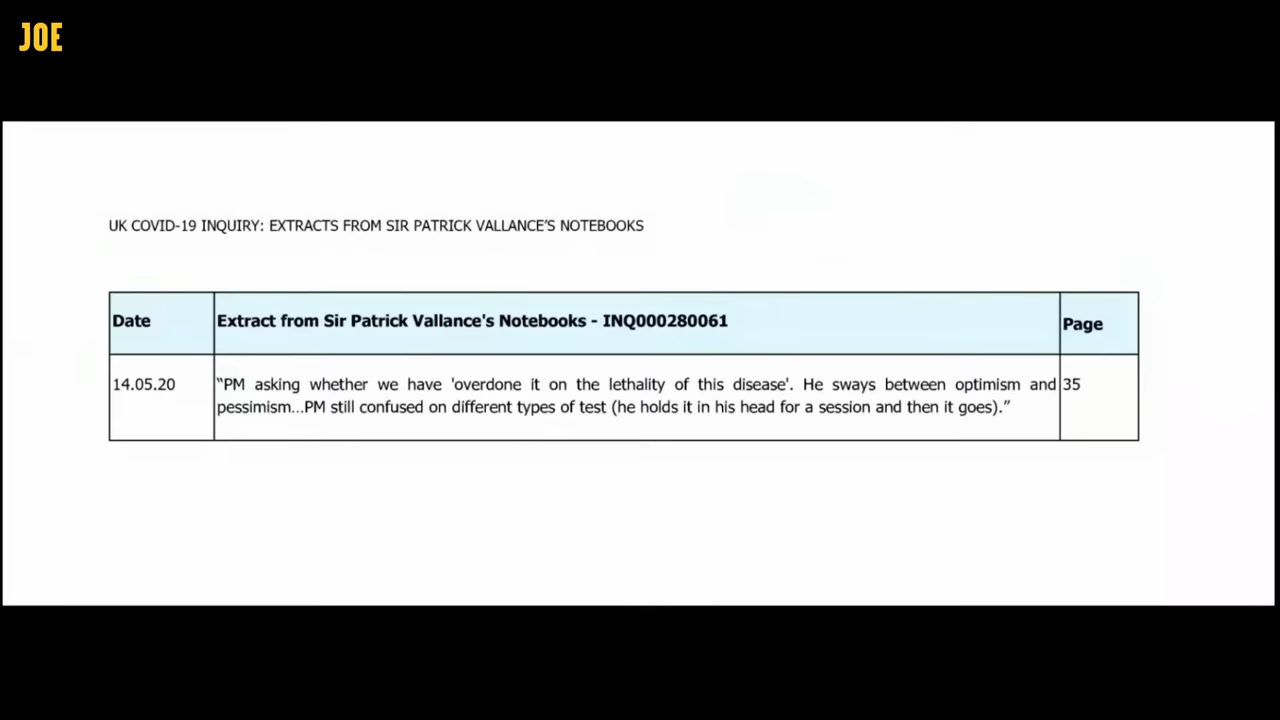 JOE
UK COVID-19 INQUIRY: EXTRACTS FROM SIR PATRICK VALLANCE'S NOTEBOOKS
Date Extract from Sir Patrick Vallance's Notebooks - INQ000280061 Page
14.05.20 “PM asking whether we have 'overdone it on the lethality of this disease'. He sways between optimism and 35
pessimism...PM still confused on different types of test (he holds it in his head for a session and then it goes).”